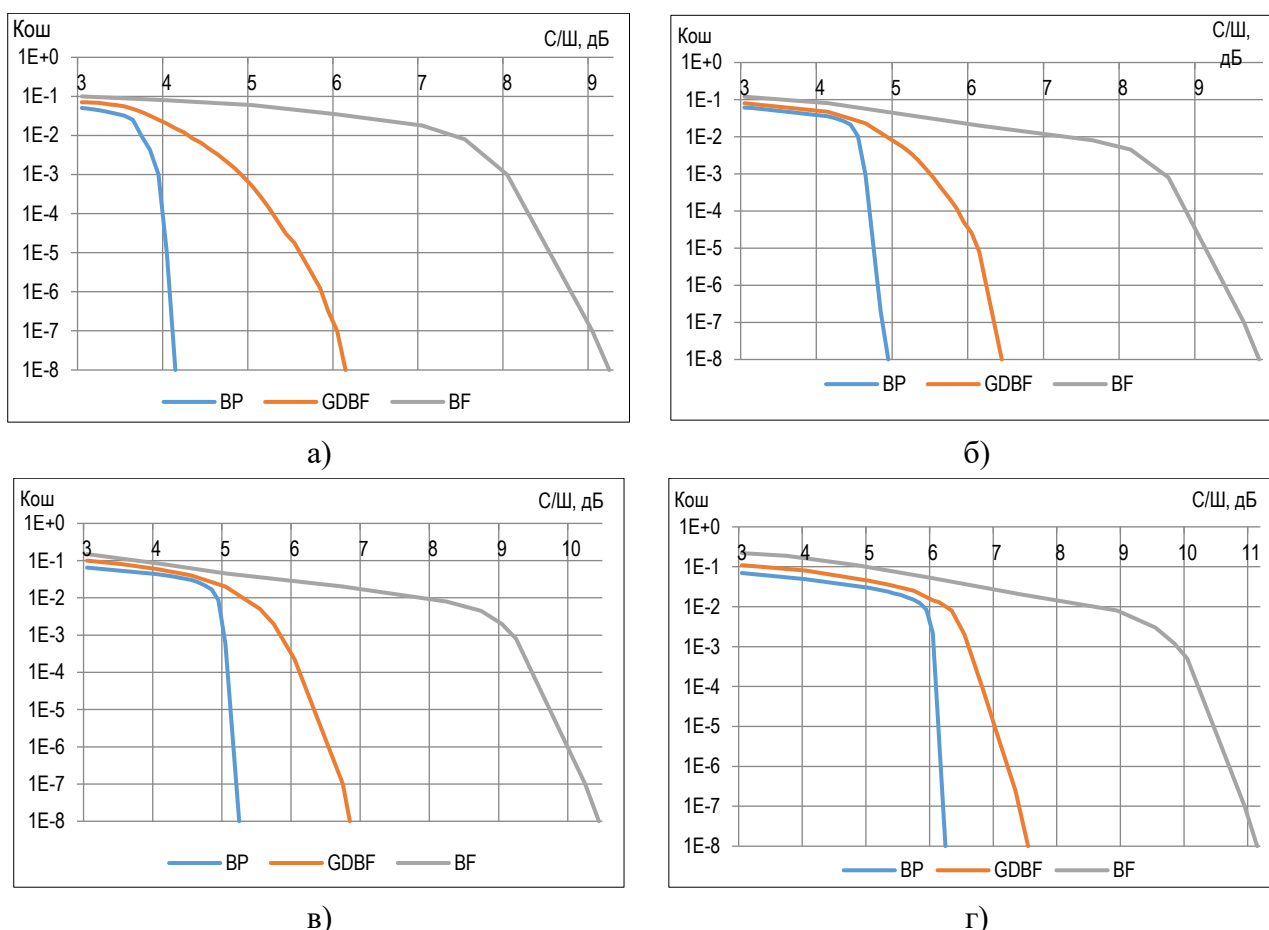 Кош
С/Ш, дБ
1E+0
3 4 5 6 7 8 9
1E-1
1E-2
1E-3
1E-4
1E-5
1E-6
1E-7
1E-8
BP GDBF BF
а)
Кош
С/Ш,
дБ
1E+0
3 4 5 6 7 8 9
1E-1
1E-2
1E-3
1E-4
1E-5
1E-6
1E-7
1E-8
BP GDBF BF
б)
Кош
С/Ш, дБ
1E+0
3 4 5 6 7 8 9 10
1E-1
1E-2
1E-3
1E-4
1E-5
1E-6
1E-7
1E-8
BP GDBF BF
в)
Кош
С/Ш, дБ
1E+0
3 4 5 6 7 8 9 10 11
1E-1
1E-2
1E-3
1E-4
1E-5
1E-6
1E-7
1E-8
BP GDBF BF
г)